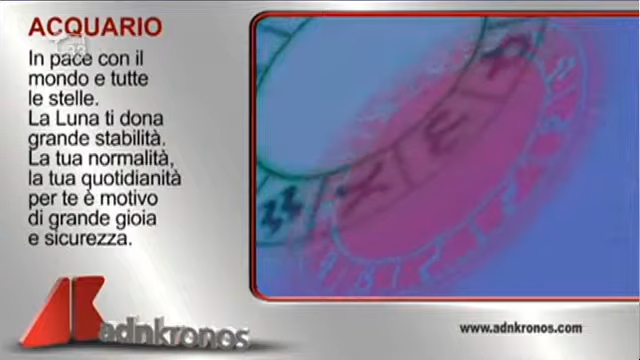 ACQUARIO
In pace con il
mondo e tutte
le stelle.
La Luna ti dona
grande stabilità.
La tua normalità,
la tua quotidianità
per te è motivo
di grande gioia
e sicurezza.
adnkronos
www.adnkronos.com